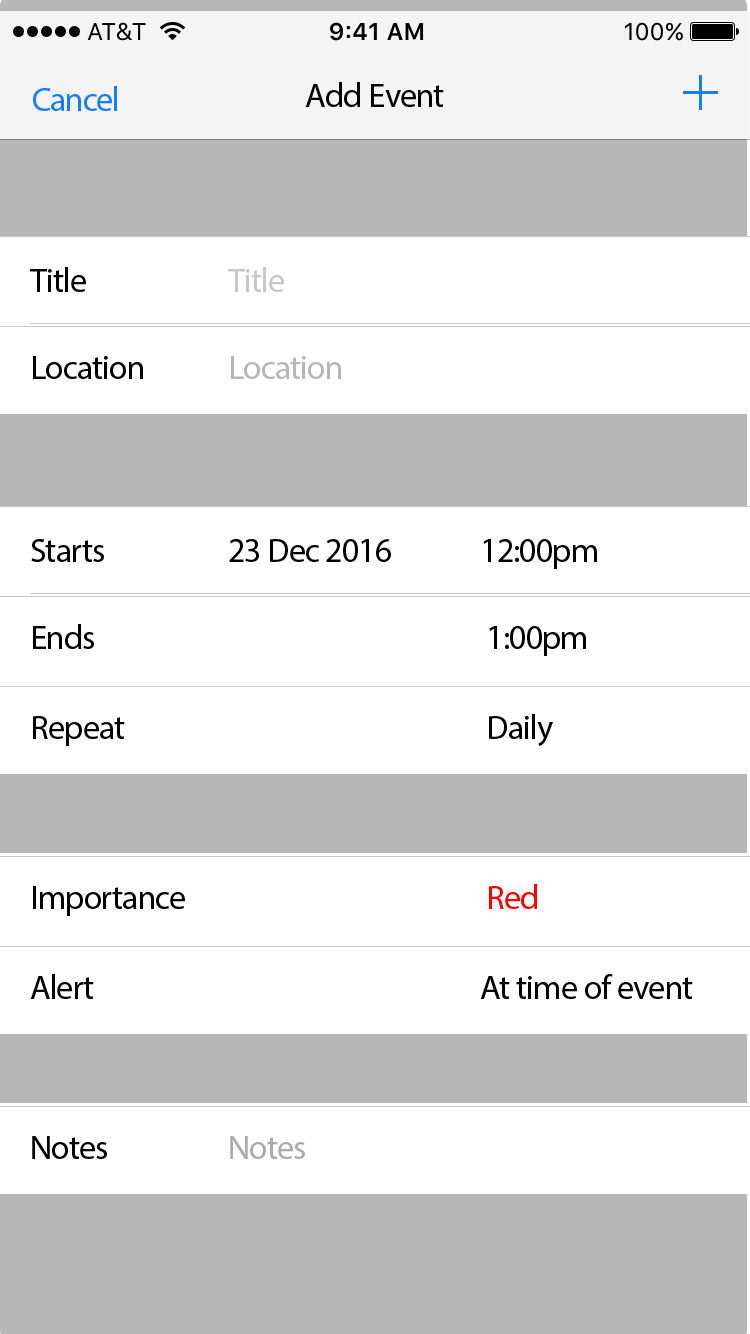 AT&T 9:41 AM 100%
Cancel Add Event +
Title Title
Location Location
Starts 23 Dec 2016 12:00pm
Ends 1:00pm
Repeat Daily
Importance Red
Alert At time of event
Notes Notes